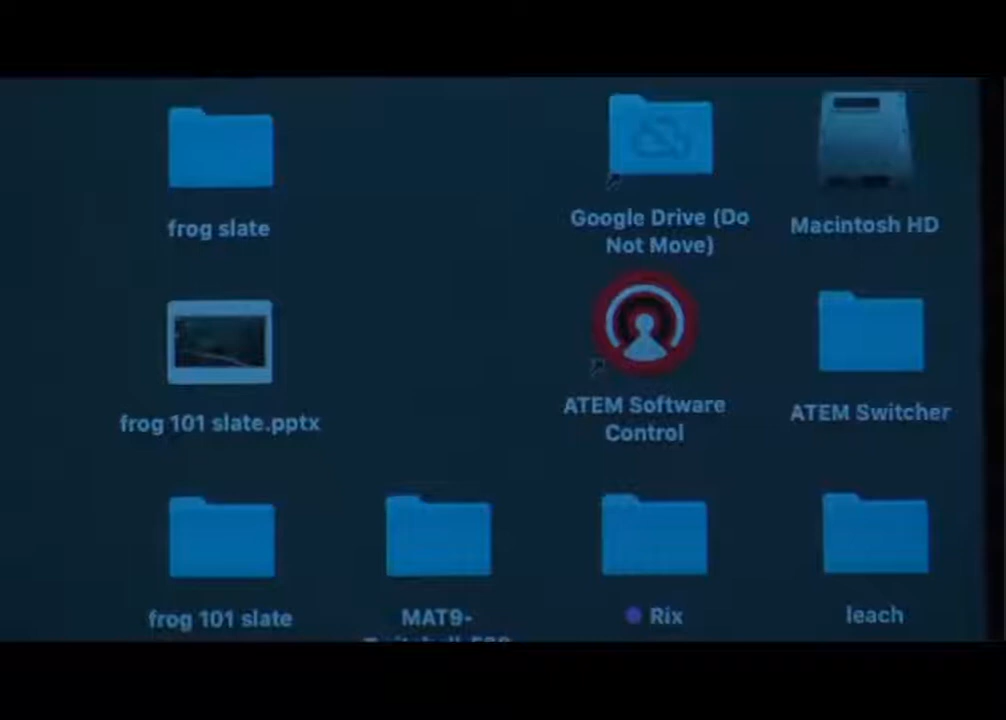 frog slate
Google Drive (Do
Not Move)
Macintosh HD
frog 101 slate.pptx
ATEM Software
Control
ATEM Switcher
frog 101 slate
MAT9-
Rix
leach